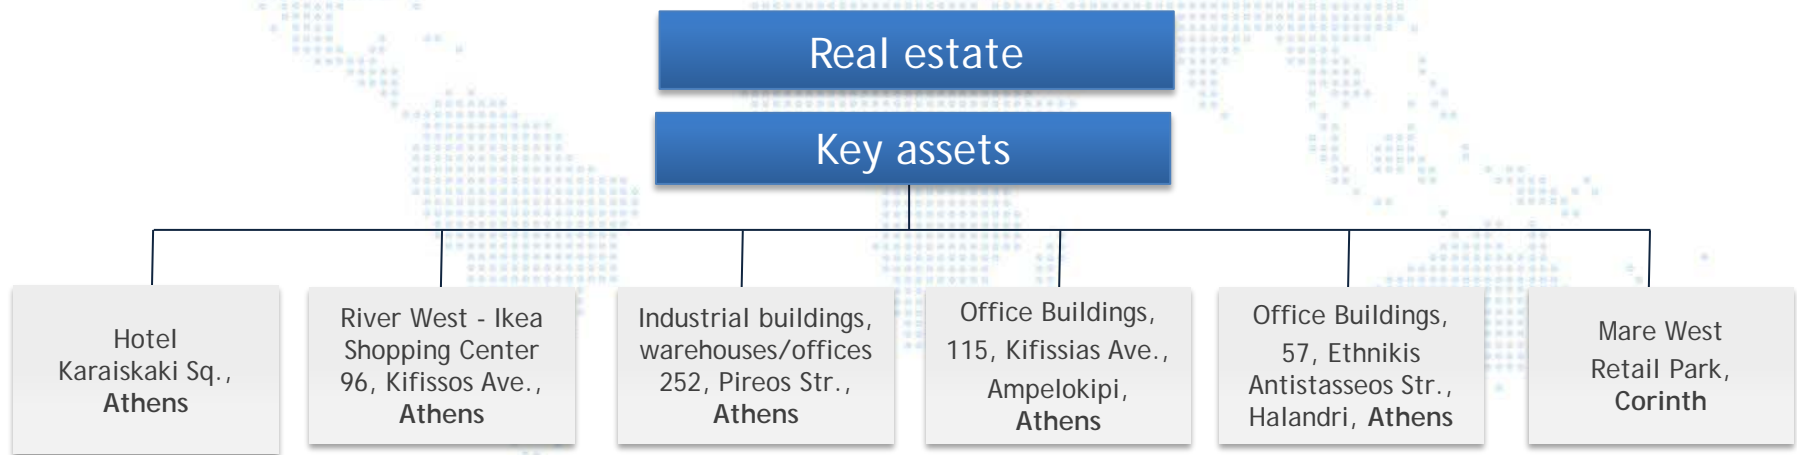 Real estate
Key assets
Hotel
Karaiskaki Sq.,
Athens
River West - Ikea
Shopping Center
96, Kifissos Ave.,
Athens
Industrial buildings,
warehouses/offices
252, Pireos Str.,
Athens
Office Buildings,
115, Kifissias Ave.,
Ampelokipi,
Athens
Office Buildings,
57, Ethnikis
Antistasseos Str.,
Halandri, Athens
Mare West
Retail Park,
Corinth